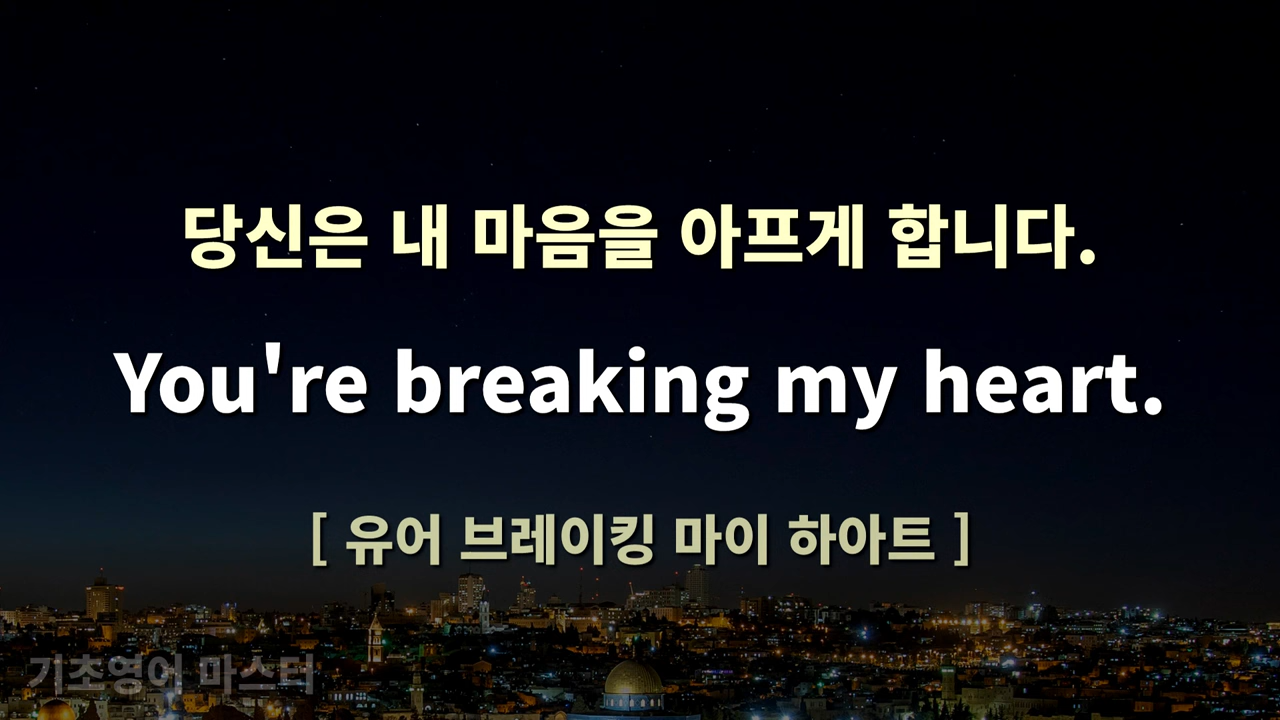 당신은 내 마음을 아프게 합니다.
You're breaking my heart.
[ 유어 브레이킹 마이 하아트 ]
기초영어 마스터